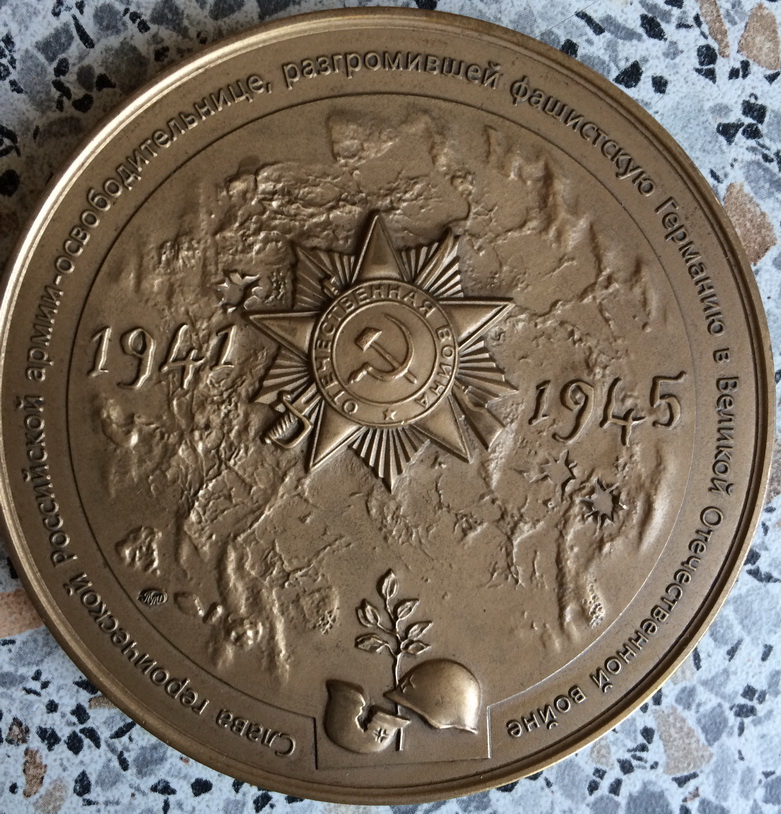 Слава героической Российской армии-освободительнице, разгромившей фашистскую Германию в Великой Отечественной войне
ОТЕЧЕСТВЕННАЯ ВОЙНА
1941
1945